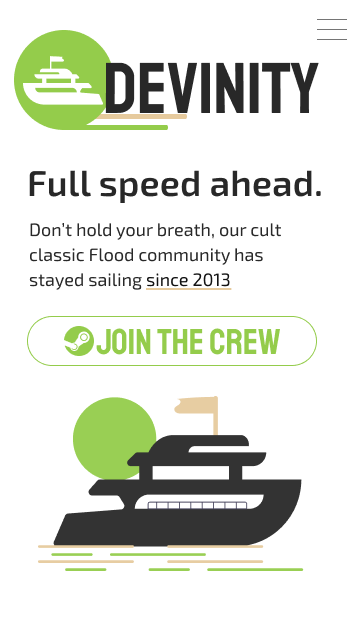 DEVINITY
Full speed ahead.
Don't hold your breath, our cult
classic Flood community has
stayed sailing since 2013
JOIN THE CREW